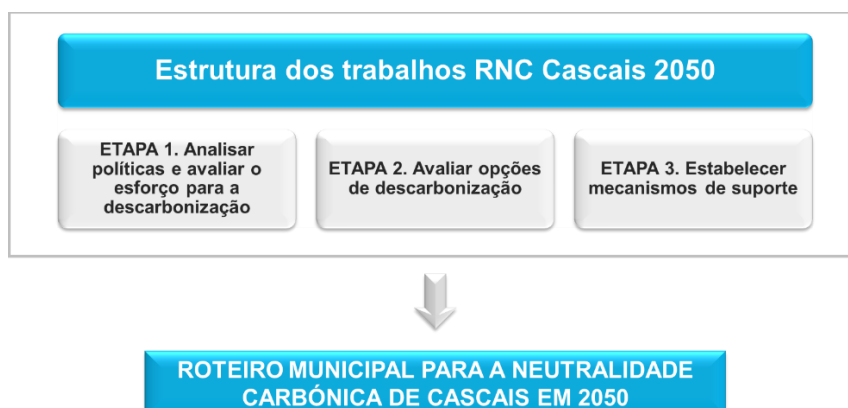 Estrutura dos trabalhos RNC Cascais 2050
ETAPA 1. Analisar
políticas e avaliar o
esforço para a
descarbonização
ETAPA 2. Avaliar opções
de descarbonização
ETAPA 3. Estabelecer
mecanismos de suporte
ROTEIRO MUNICIPAL PARA A NEUTRALIDADE
CARBÓNICA DE CASCAIS EM 2050